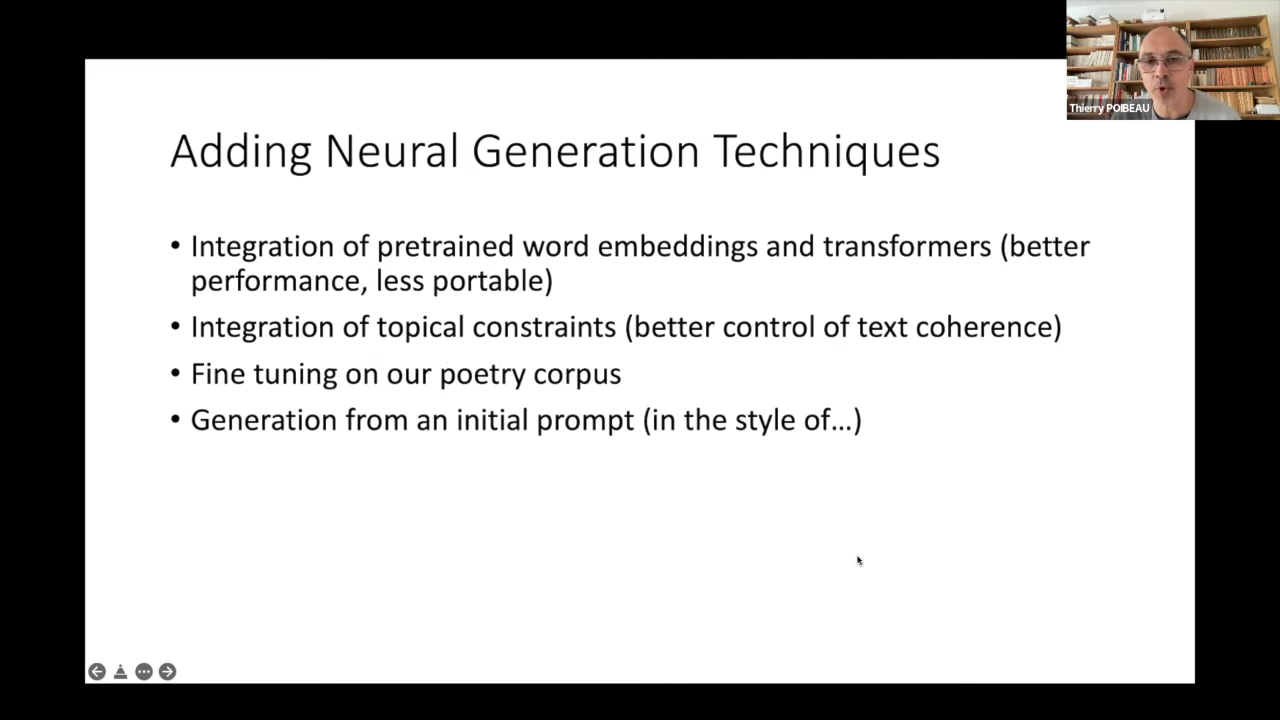 Thierry POIBEAU
Adding Neural Generation Techniques
• Integration of pretrained word embeddings and transformers (better
performance, less portable)
• Integration of topical constraints (better control of text coherence)
• Fine tuning on our poetry corpus
• Generation from an initial prompt (in the style of…)